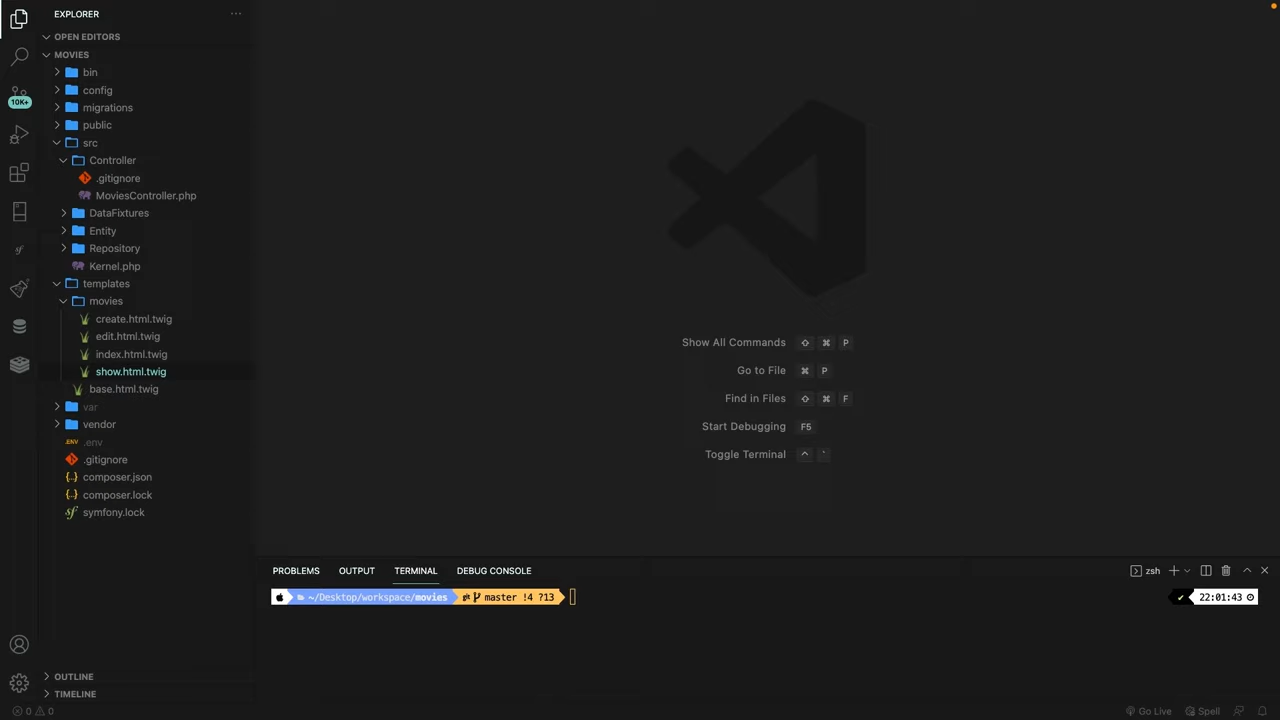 EXPLORER
OPEN EDITORS
MOVIES
bin
10K+
config
migrations
public
src
Controller
.gitignore
MoviesController.php
DataFixtures
Entity
Repository
Kernel.php
templates
movies
create.html.twig
edit.html.twig
index.html.twig
show.html.twig
base.html.twig
var
vendor
.ENV .env
.gitignore
composer.json
composer.lock
symfony.lock
OUTLINE
TIMELINE
Show All Commands ⇧ ⌘ P
Go to File ⌘ P
Find in Files ⇧ ⌘ F
Start Debugging F5
Toggle Terminal ^ `
PROBLEMS OUTPUT TERMINAL DEBUG CONSOLE
zsh
~/Desktop/workspace/movies master !4 ?13
22:01:43
0 0
Go Live Spell